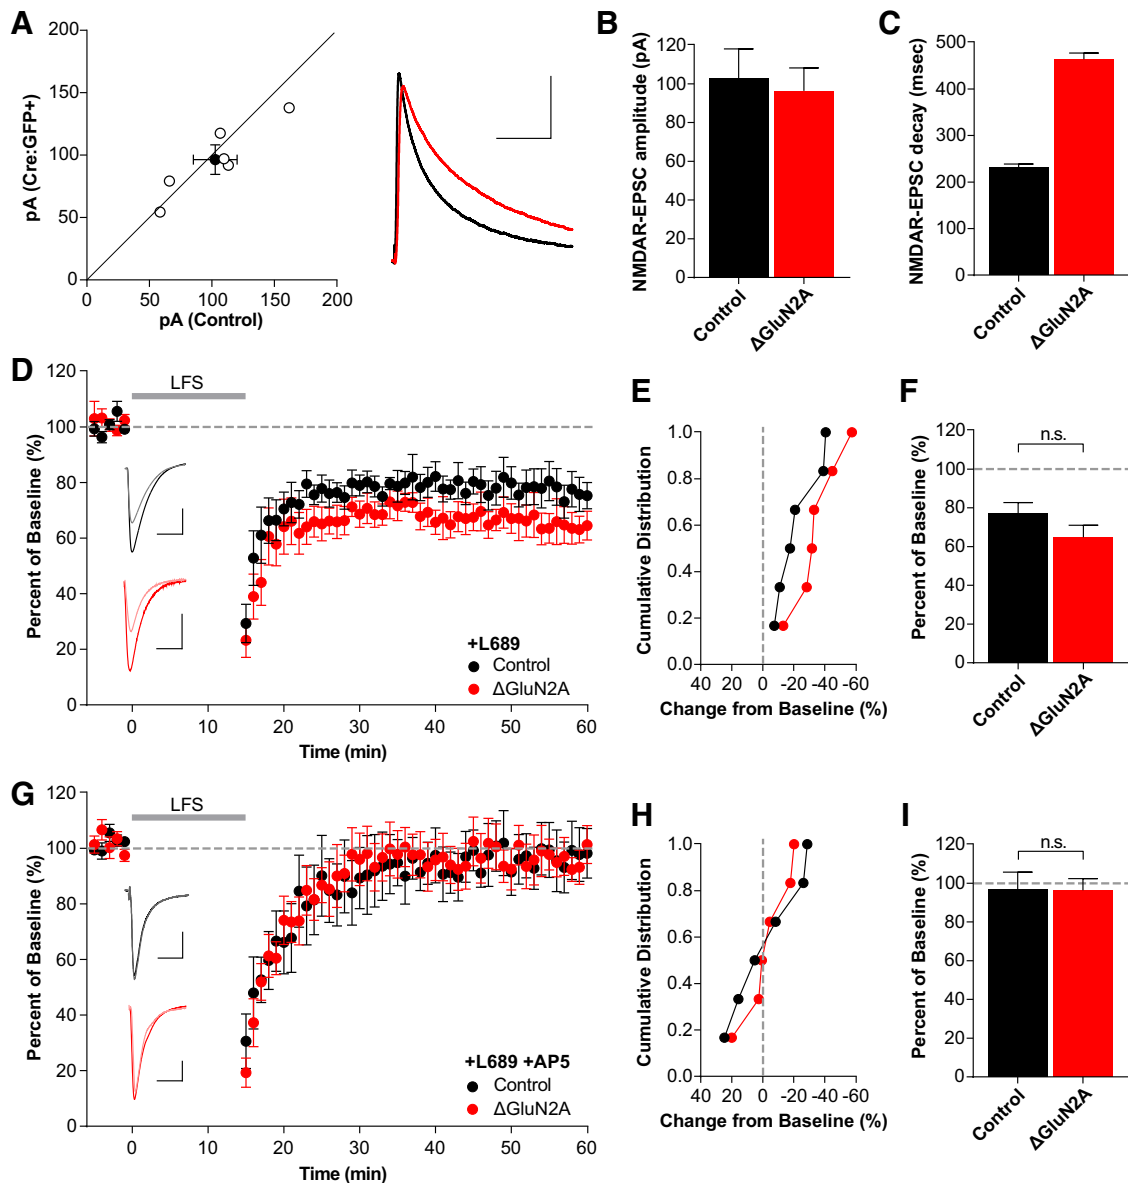 A
200
150
100
50
0
pA (Cre:GFP+)
0
50
100
150
200
pA (Control)
B
120
100
80
60
40
20
0
NMDAR-EPSC amplitude (pA)
Control
ΔGluN2A
C
500
400
300
200
100
0
NMDAR-EPSC decay (msec)
Control
ΔGluN2A
D
120
100
80
60
40
20
0
Percent of Baseline (%)
LFS
+L689
Control
ΔGluN2A
0
10
20
30
40
50
60
Time (min)
E
1.0
0.8
0.6
0.4
0.2
0.0
Cumulative Distribution
40
20
0
-20
-40
-60
Change from Baseline (%)
F
120
100
80
60
40
20
0
Percent of Baseline (%)
n.s.
Control
ΔGluN2A
G
120
100
80
60
40
20
0
Percent of Baseline (%)
LFS
+L689 +AP5
Control
ΔGluN2A
0
10
20
30
40
50
60
Time (min)
H
1.0
0.8
0.6
0.4
0.2
0.0
Cumulative Distribution
40
20
0
-20
-40
-60
Change from Baseline (%)
I
120
100
80
60
40
20
0
Percent of Baseline (%)
n.s.
Control
ΔGluN2A